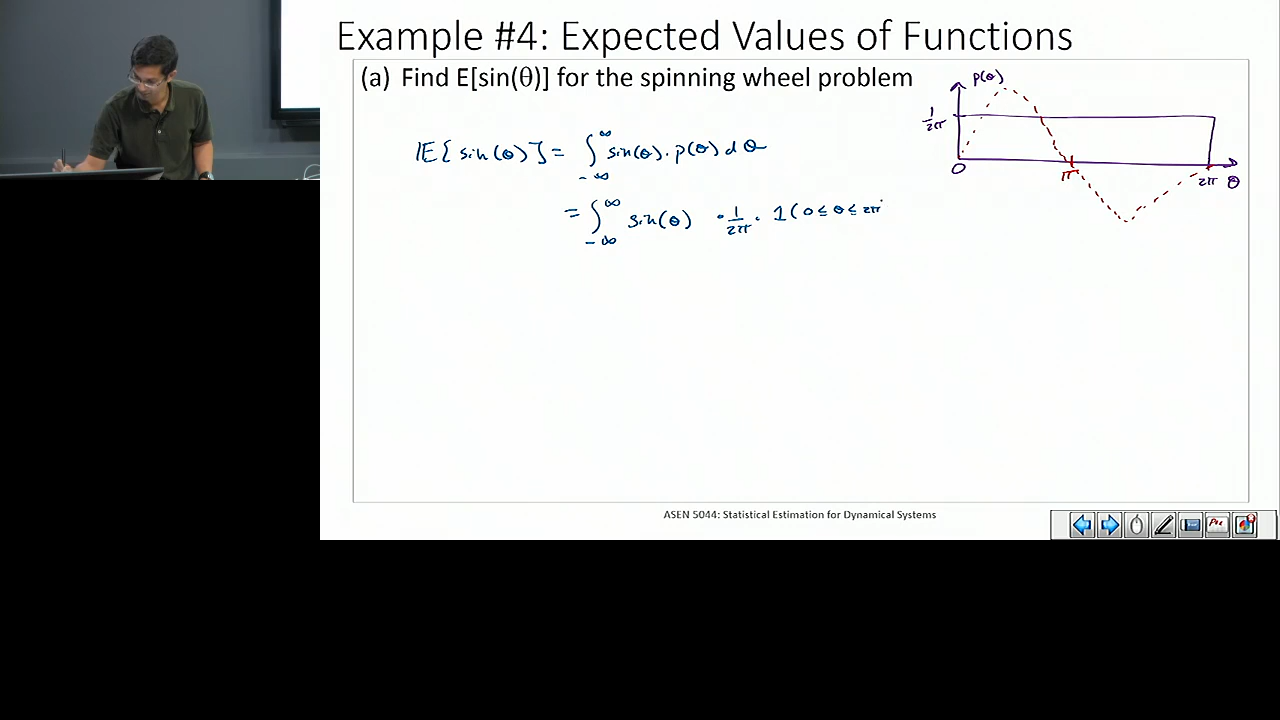 Example #4: Expected Values of Functions
(a) Find E[sin(θ)] for the spinning wheel problem
p(θ)
1/2π
0
π
2π θ
𝔼[sin(θ)] = ∫_{-∞}^{∞} sin(θ) · p(θ) dθ
= ∫_{-∞}^{∞} sin(θ) · 1/2π · 1(0 ≤ θ ≤ 2π
ASEN 5044: Statistical Estimation for Dynamical Systems